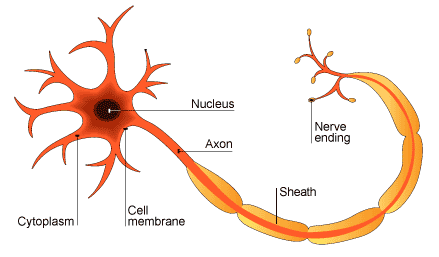 Nucleus
Axon
Nerve
ending
Sheath
Cytoplasm
Cell
membrane